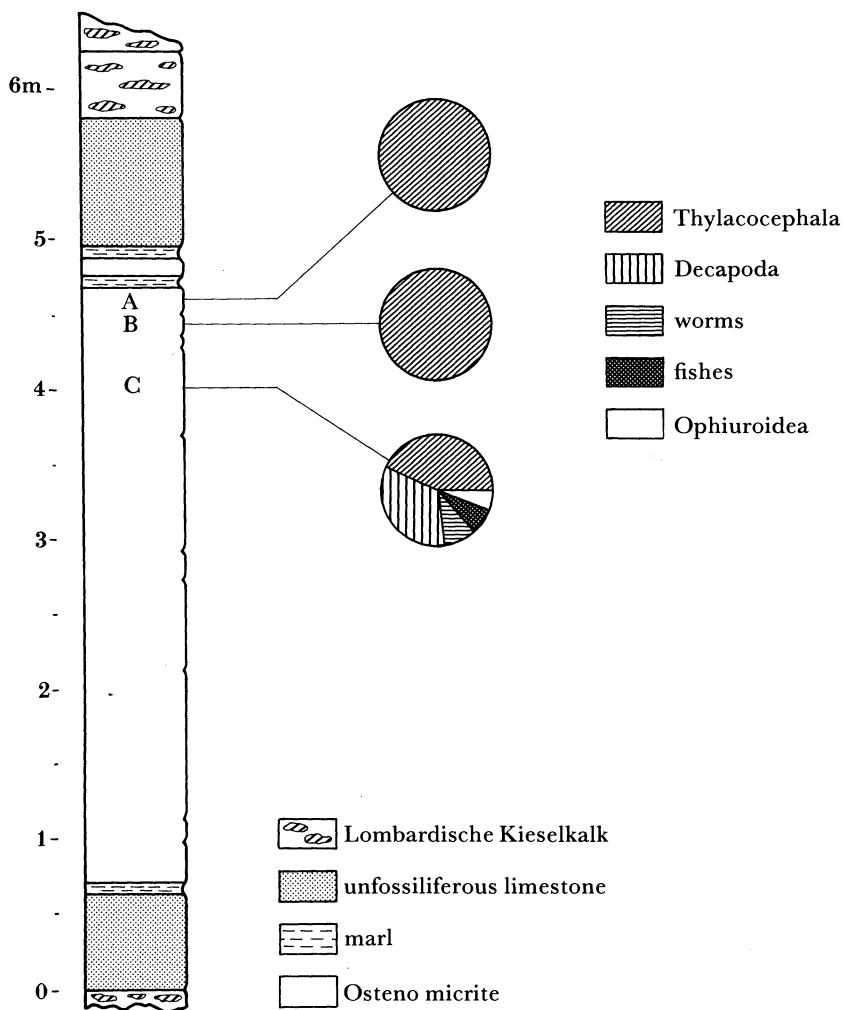 6m-
5-
4-
3-
2-
1-
0-
A
B
C
Thylacocephala
Decapoda
worms
fishes
Ophiuroidea
Lombardische Kieselkalk
unfossiliferous limestone
marl
Osteno micrite